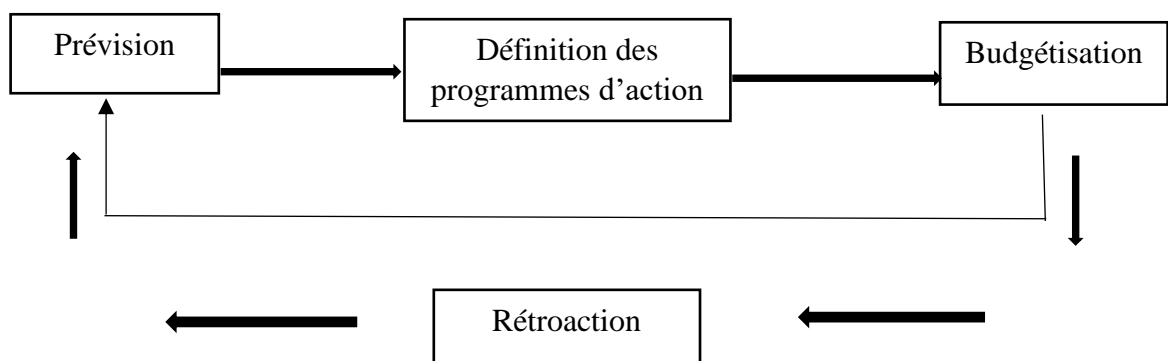 Prévision
Définition des
programmes d’action
Budgétisation
Rétroaction